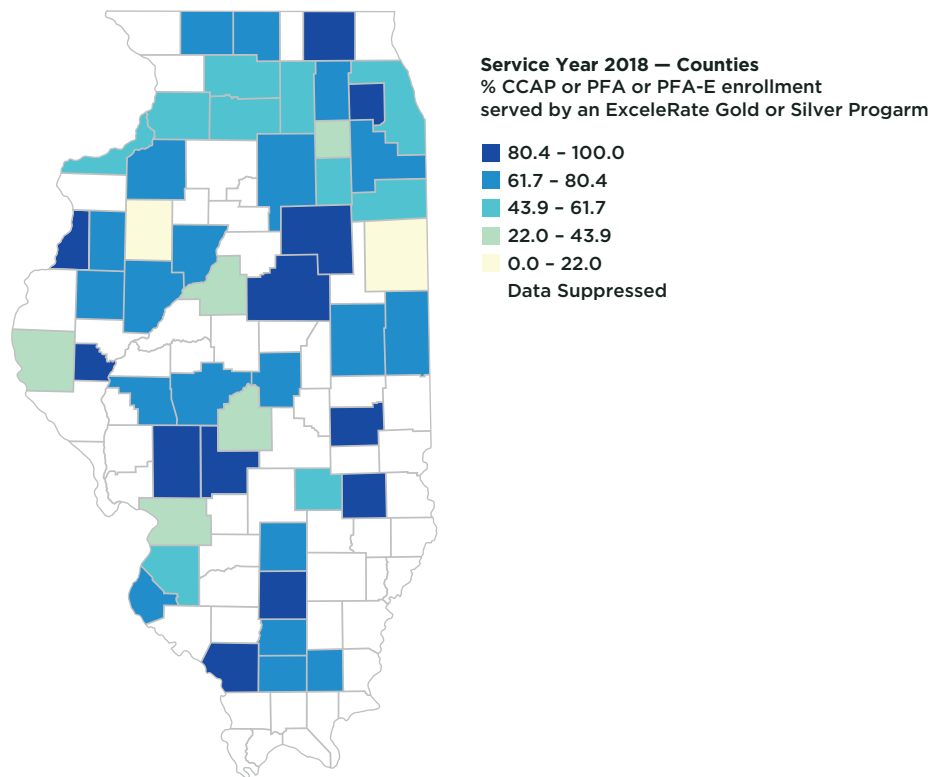 Service Year 2018 — Counties
% CCAP or PFA or PFA-E enrollment
served by an ExceleRate Gold or Silver Progarm
80.4 – 100.0
61.7 – 80.4
43.9 – 61.7
22.0 – 43.9
0.0 – 22.0
Data Suppressed